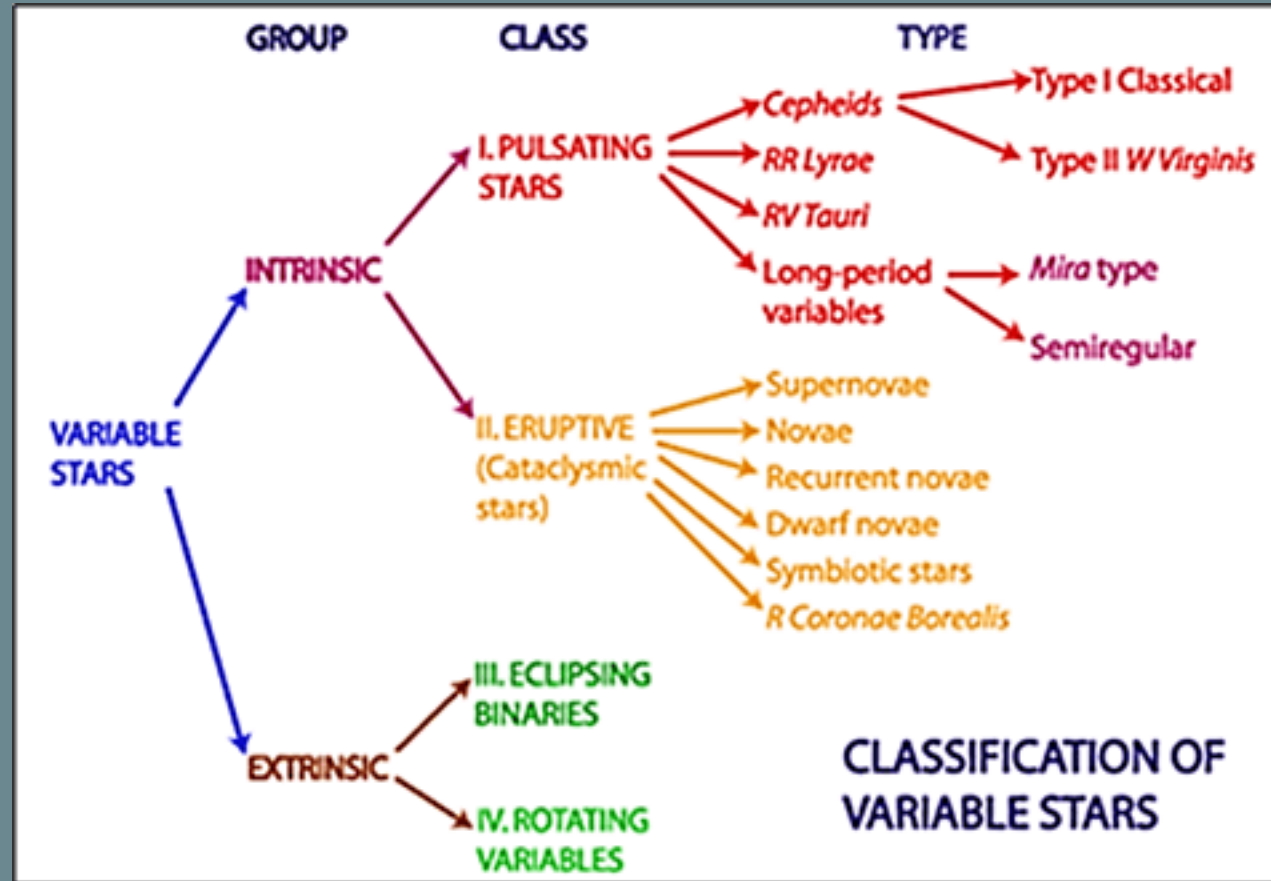 GROUP
CLASS
TYPE
VARIABLE
STARS
INTRINSIC
I. PULSATING
STARS
Cepheids
Type I Classical
Type II W Virginis
RR Lyrae
RV Tauri
Long-period
variables
Mira type
Semiregular
II. ERUPTIVE
(Cataclysmic
stars)
Supernovae
Novae
Recurrent novae
Dwarf novae
Symbiotic stars
R Coronae Borealis
EXTRINSIC
III. ECLIPSING
BINARIES
IV. ROTATING
VARIABLES
CLASSIFICATION OF
VARIABLE STARS